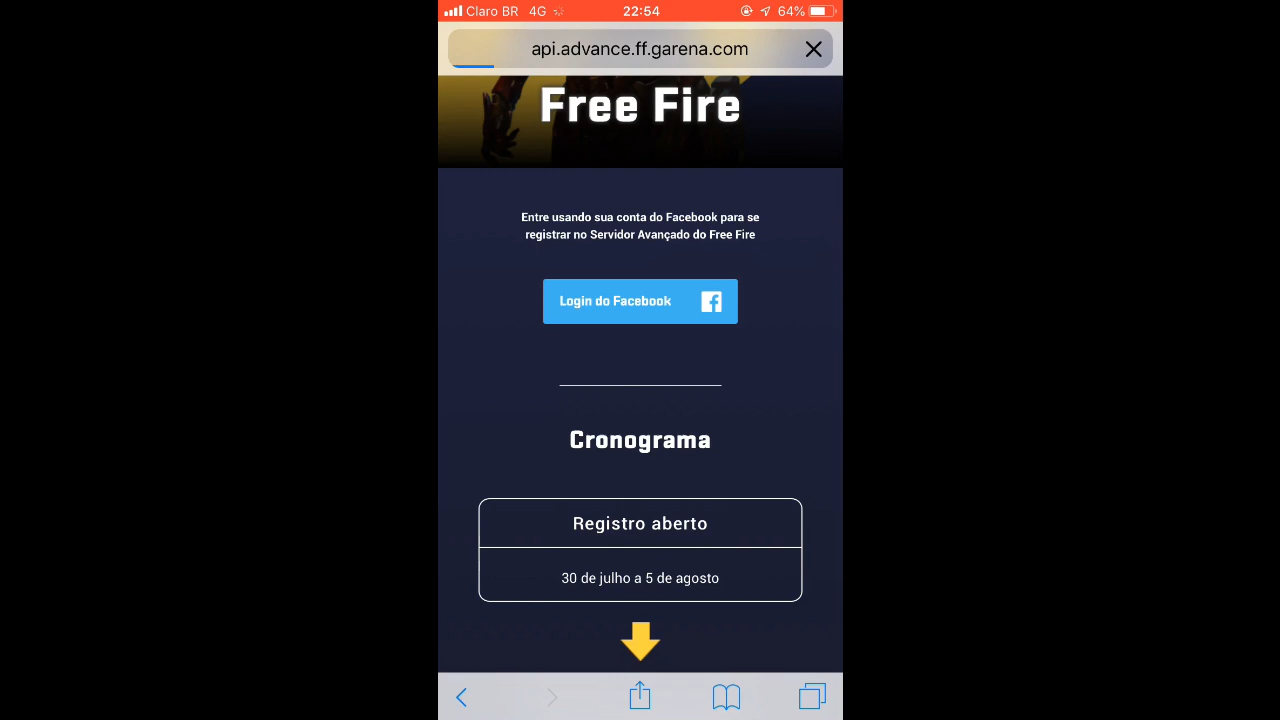 Claro BR 4G 22:54 64%
api.advance.ff.garena.com
Free Fire
Entre usando sua conta do Facebook para se
registrar no Servidor Avançado do Free Fire
Login do Facebook
Cronograma
Registro aberto
30 de julho a 5 de agosto